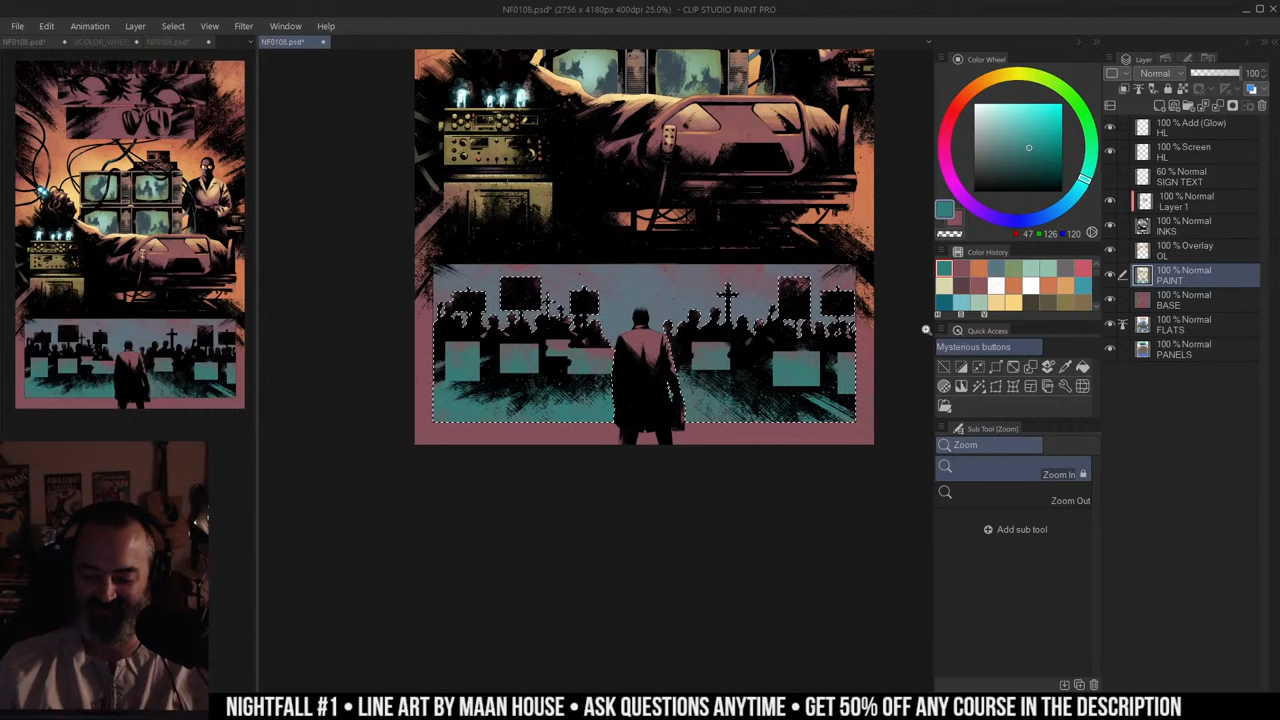 NF0108.psd* (2756 x 4180px 400dpi 25.0%) - CLIP STUDIO PAINT PRO
File Edit Animation Layer Select View Filter Window Help
NF0108.psd* NF0106.psd* NF0108.psd*
Color Wheel
47 126 120
Color History
Quick Access
Mysterious buttons
Sub Tool [Zoom]
Zoom
Zoom In
Zoom Out
Add sub tool
Layer
Normal 100
100 % Add (Glow)
HL
100 % Screen
HL
60 % Normal
SIGN TEXT
100 % Normal
Layer 1
100 % Normal
INKS
100 % Overlay
OL
100 % Normal
PAINT
100 % Normal
BASE
100 % Normal
FLATS
100 % Normal
PANELS
NIGHTFALL #1 • LINE ART BY MAAN HOUSE • ASK QUESTIONS ANYTIME • GET 50% OFF ANY COURSE IN THE DESCRIPTION